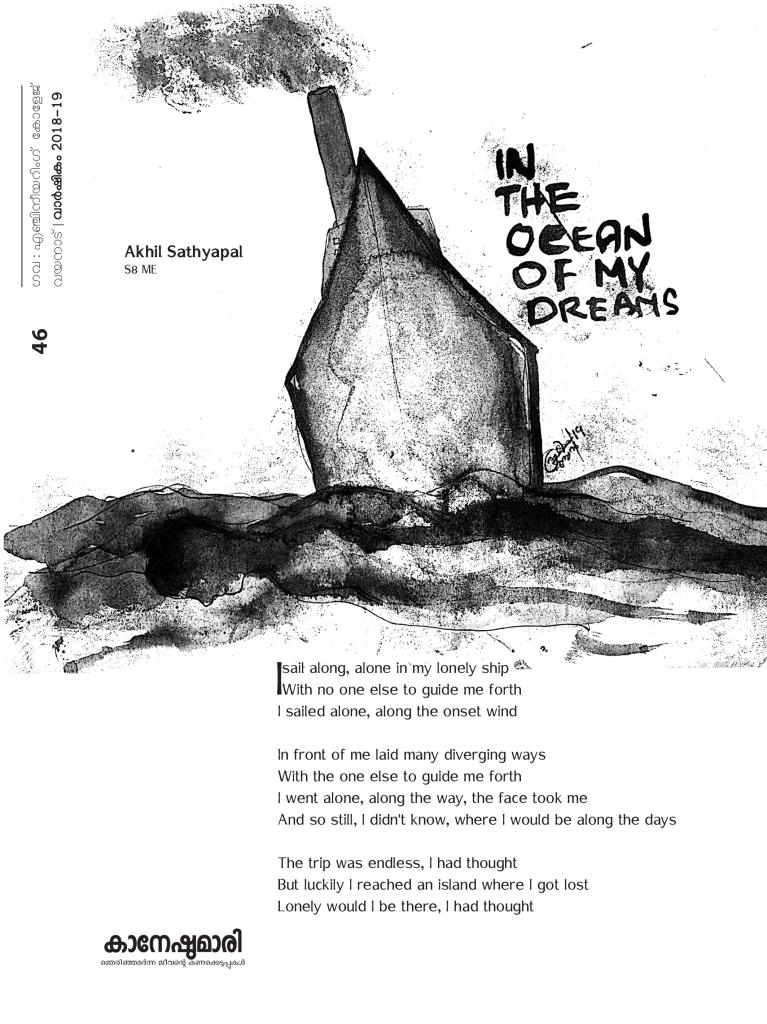 ഗവ : എഞ്ചിനീയറിംഗ് കോളേജ്
വയനാട് | വാർഷികം 2018-19
46
Akhil Sathyapal
S8 ME
IN
THE
OCEAN
OF MY
DREAMS
I sail along, alone in my lonely ship
With no one else to guide me forth
I sailed alone, along the onset wind
In front of me laid many diverging ways
With the one else to guide me forth
I went alone, along the way, the face took me
And so still, I didn't know, where I would be along the days
The trip was endless, I had thought
But luckily I reached an island where I got lost
Lonely would I be there, I had thought
കാനേഷുമാരി
ഞെരിഞ്ഞമർന്ന ജീവന്റെ കണക്കെടുപ്പുകൾ